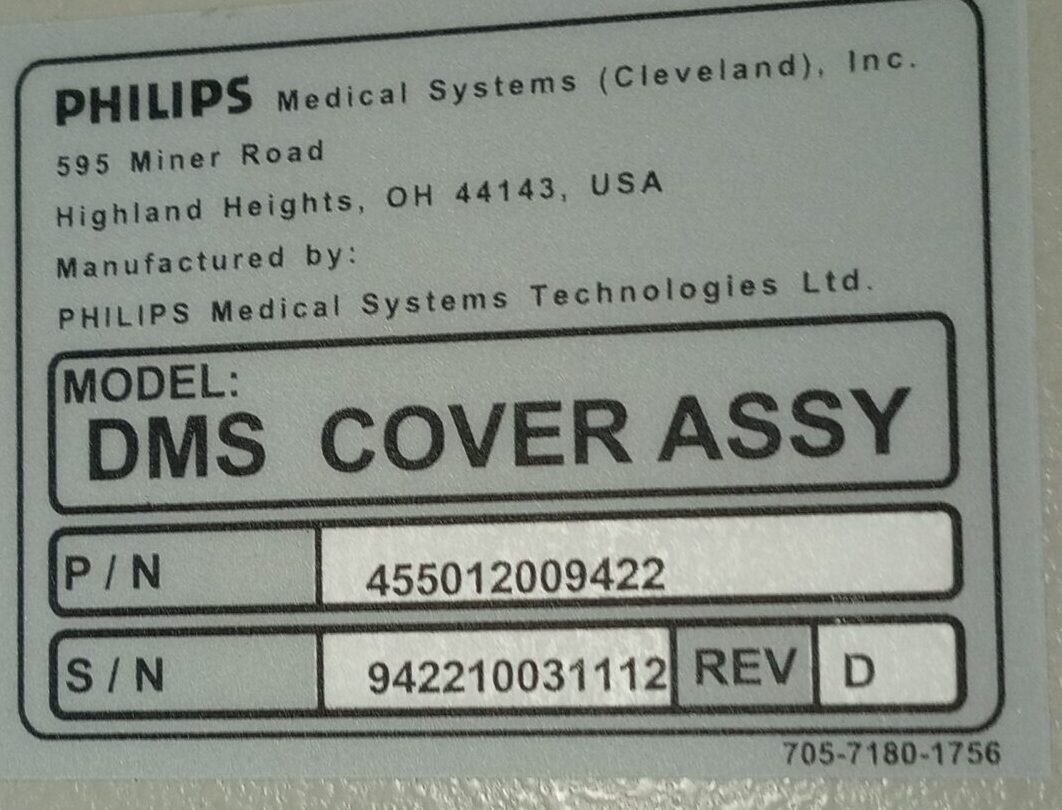 PHILIPS Medical Systems (Cleveland), Inc.
595 Miner Road
Highland Heights, OH 44143, USA
Manufactured by:
PHILIPS Medical Systems Technologies Ltd.
MODEL:
DMS COVER ASSY
P/N 455012009422
S/N 942210031112 REV D
705-7180-1756